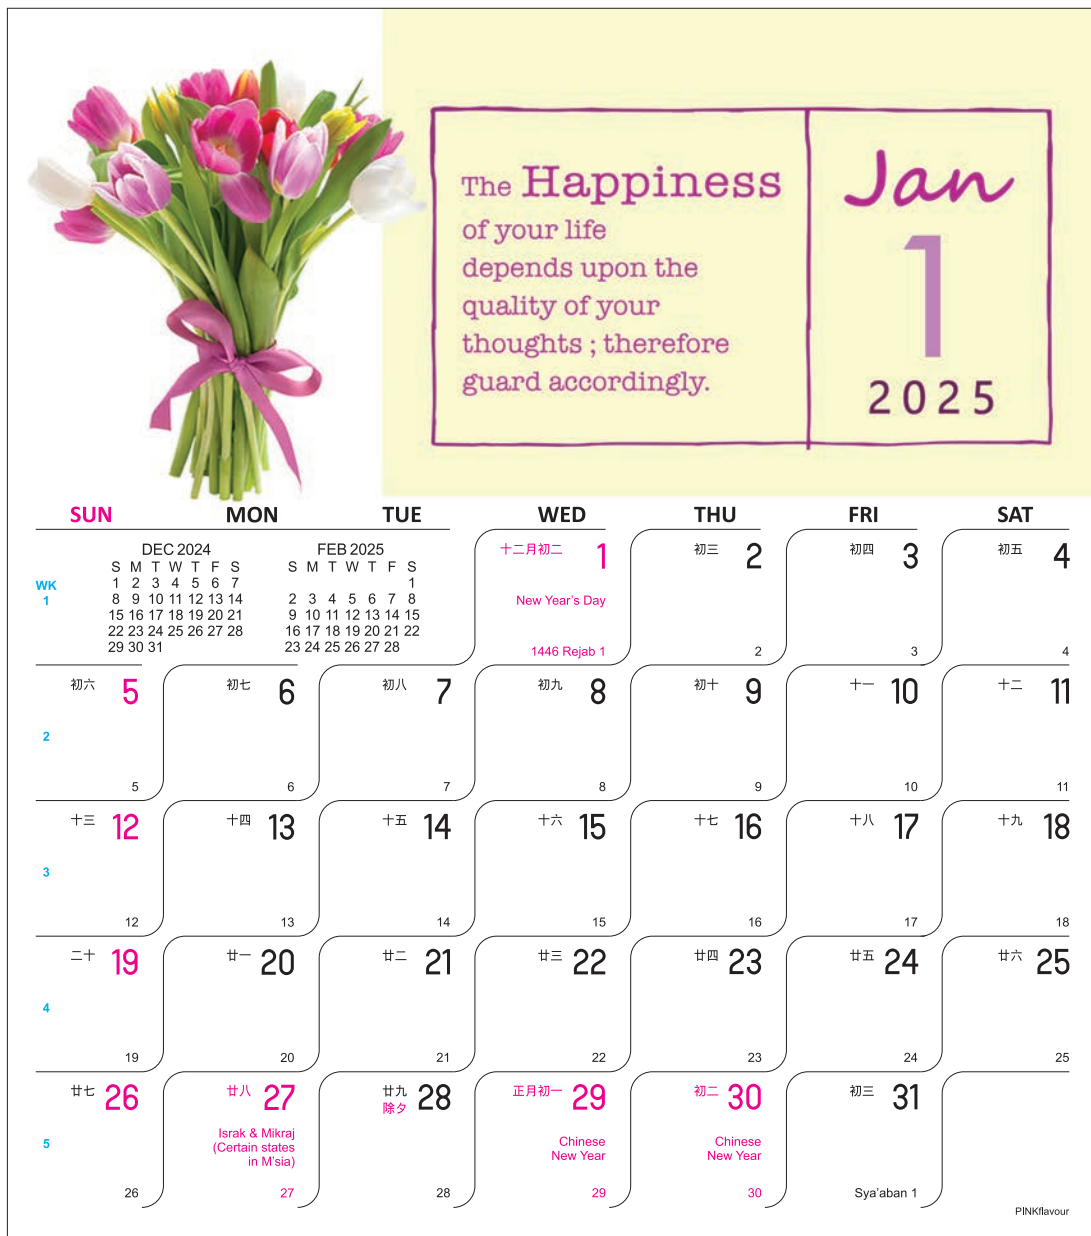 The Happiness
of your life
depends upon the
quality of your
thoughts ; therefore
guard accordingly.
Jan
1
2025
SUN MON TUE WED THU FRI SAT
WK
1
DEC 2024
S M T W T F S
1 2 3 4 5 6 7
8 9 10 11 12 13 14
15 16 17 18 19 20 21
22 23 24 25 26 27 28
29 30 31
FEB 2025
S M T W T F S
1
2 3 4 5 6 7 8
9 10 11 12 13 14 15
16 17 18 19 20 21 22
23 24 25 26 27 28
十二月初二 1 初三 2 初四 3 初五 4
New Year's Day
1446 Rejab 1 2 3 4
初六 5 初七 6 初八 7 初九 8 初十 9 十一 10 十二 11
2
5 6 7 8 9 10 11
十三 12 十四 13 十五 14 十六 15 十七 16 十八 17 十九 18
3
12 13 14 15 16 17 18
二十 19 廿一 20 廿二 21 廿三 22 廿四 23 廿五 24 廿六 25
4
19 20 21 22 23 24 25
廿七 26 廿八 27 廿九 28 正月初一 29 初二 30 初三 31
除夕
5
Israk & Mikraj
(Certain states
in M'sia)
Chinese
New Year
Chinese
New Year
26 27 28 29 30 Sya'aban 1
PINKflavour